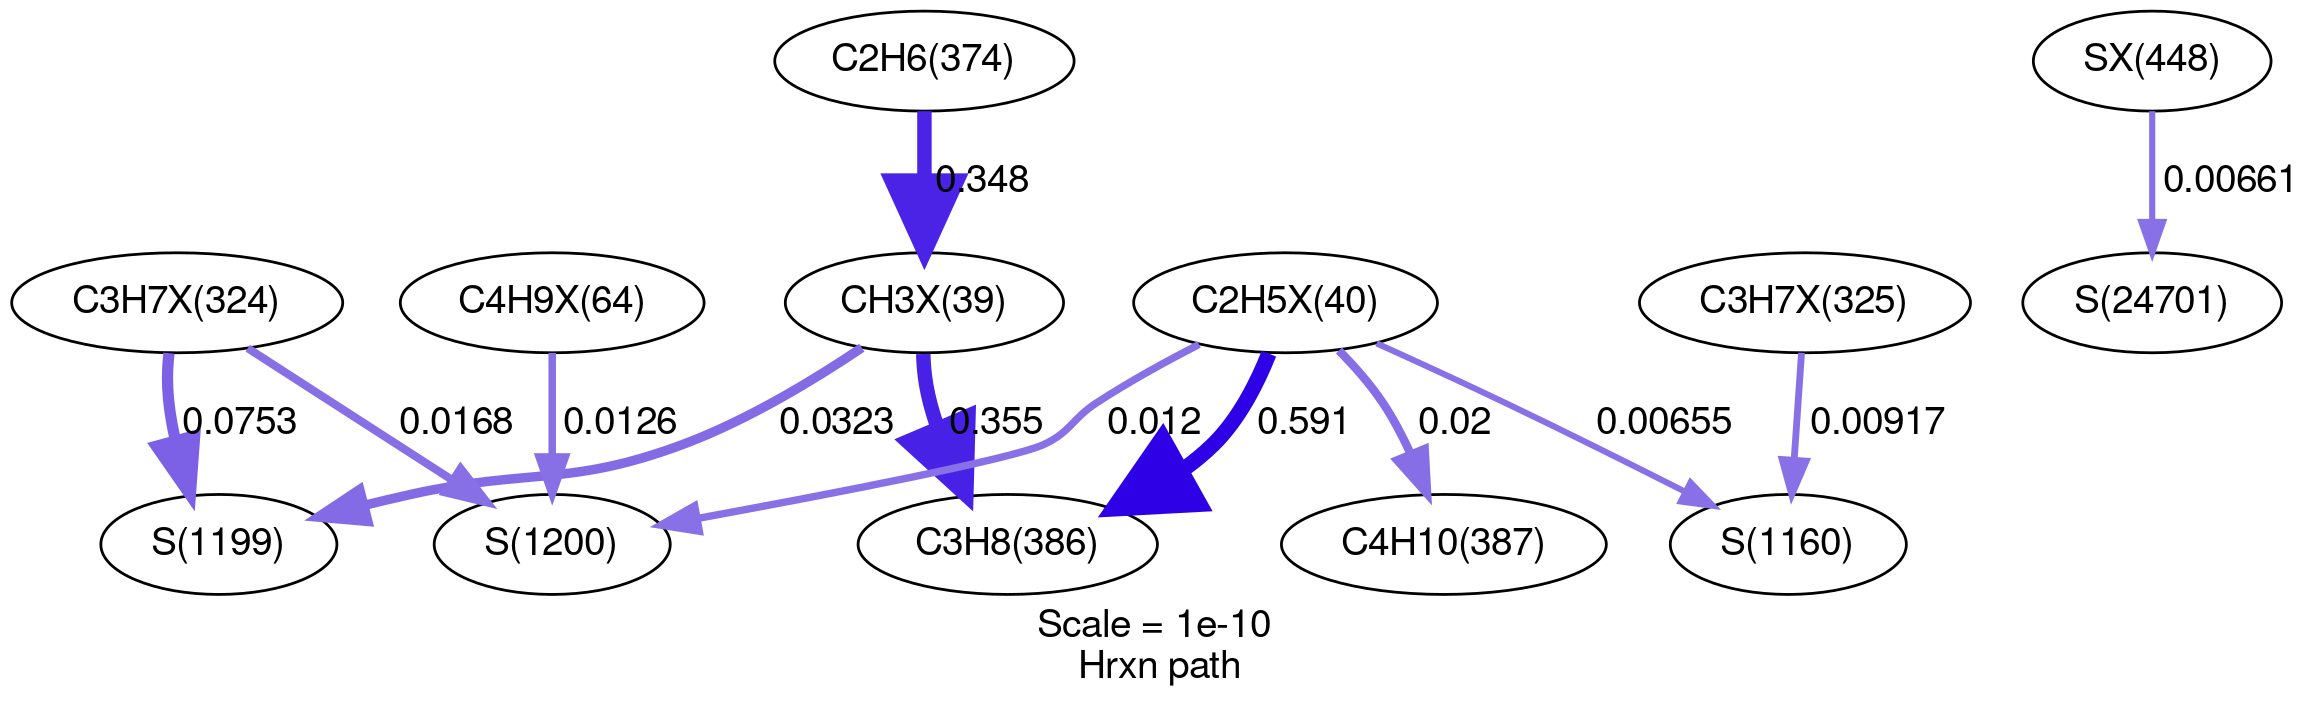 C2H6(374)
SX(448)
0.348
0.00661
C3H7X(324)
C4H9X(64)
CH3X(39)
C2H5X(40)
C3H7X(325)
S(24701)
0.0753
0.0168
0.0126
0.0323
0.355
0.012
0.591
0.02
0.00655
0.00917
S(1199)
S(1200)
C3H8(386)
C4H10(387)
S(1160)
Scale = 1e-10
Hrxn path